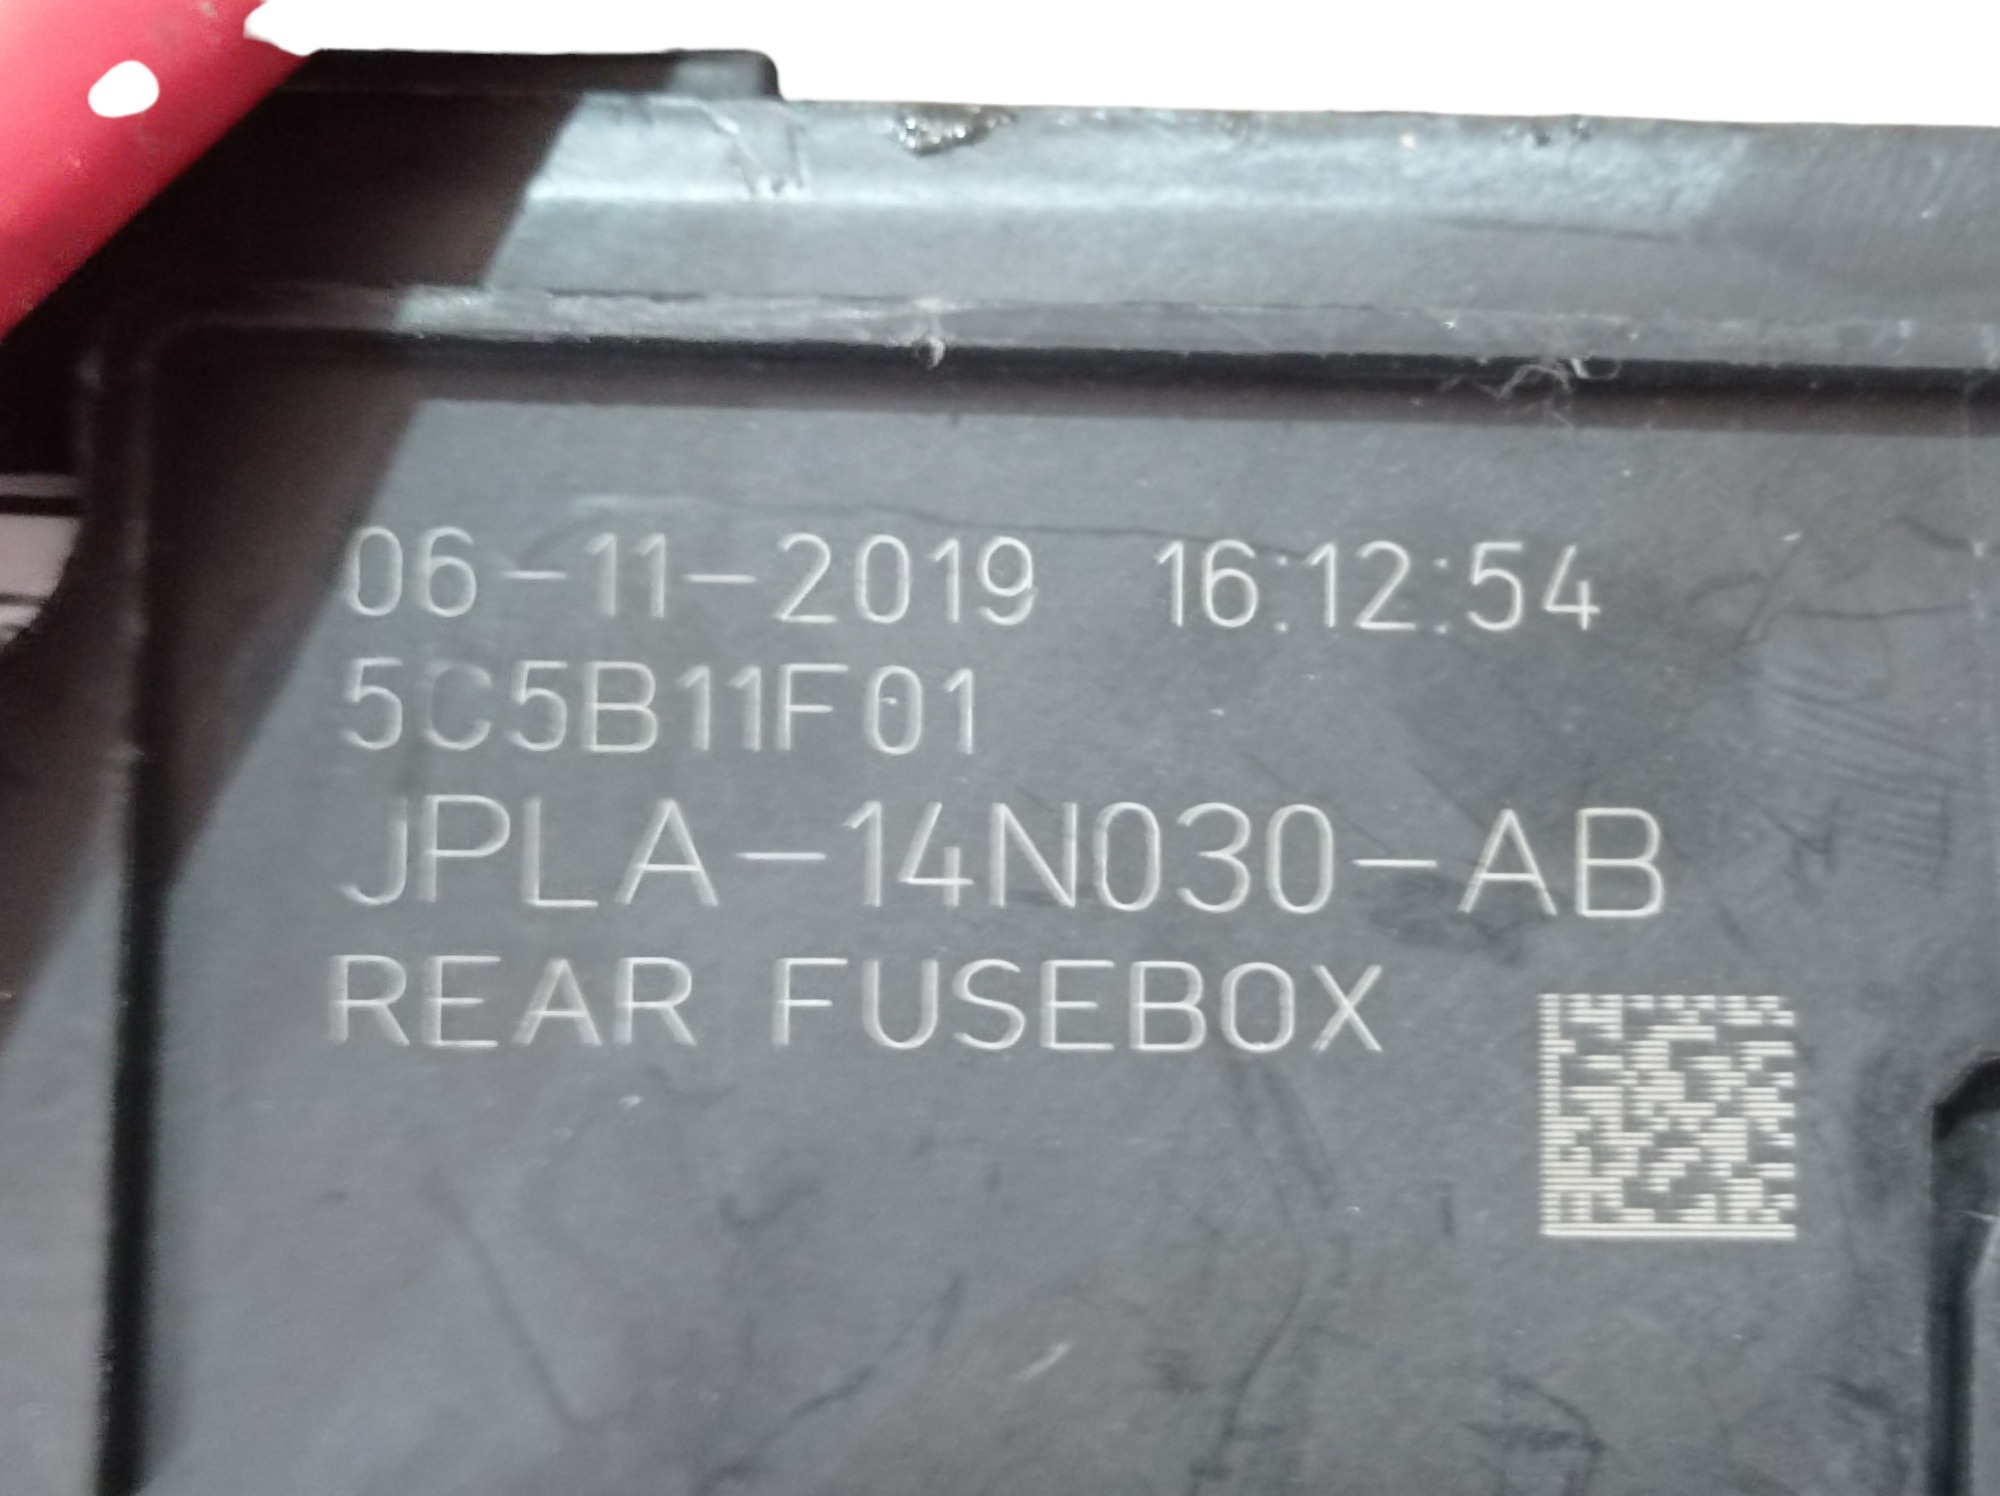 06-11-2019 16:12:54
5C5B11F01
JPLA-14N030-AB
REAR FUSEBOX